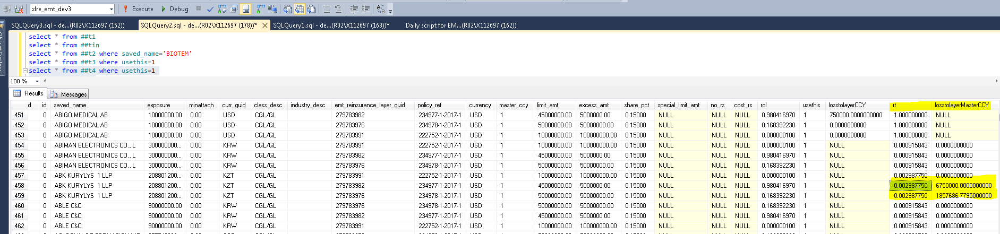 xlre_emt_dev3 Execute Debug
SQLQuery3.sql - de...(R02\X112697 (152)) SQLQuery2.sql - de...(R02\X112697 (178))* SQLQuery1.sql - de...(R02\X112697 (163))* Daily script for EM...(R02\X112697 (162))
select * from ##t1
select * from ##tin
select * from ##t2 where saved_name='BIOTEM'
select * from ##t3 where usethis=1
select * from ##t4 where usethis=1
100 %
Results Messages
d id saved_name exposure minattach curr_guid class_desc industry_desc emt_reinsurance_layer_guid policy_ref currency master_ccy limit_amt excess_amt share_pct special_limit_amt no_rs cost_rs rol usethis losstolayerCCY rt losstolayerMasterCCY
451 0 ABIGO MEDICAL AB 10000000.00 0.00 USD CGL/GL 279783982 234977-1-2017-1 USD 1 45000000.00 5000000.00 0.15000 NULL NULL NULL 0.980416970 1 750000.0000000000 1.000000000 NULL
452 0 ABIGO MEDICAL AB 10000000.00 0.00 USD CGL/GL 279783976 234978-1-2017-1 USD 1 50000000.00 50000000.00 0.15000 NULL NULL NULL 0.168392230 1 0.0000000000 1.000000000 NULL
453 0 ABIGO MEDICAL AB 10000000.00 0.00 USD CGL/GL 279783991 222752-1-2017-1 USD 1 10000000.00 100000000.00 0.15000 NULL NULL NULL 0.000000100 1 0.0000000000 1.000000000 NULL
454 0 ABIMAN ELECTRONICS CO., L 300000000... 0.00 KRW CGL/GL 279783991 222752-1-2017-1 USD 1 10000000.00 100000000.00 0.15000 NULL NULL NULL 0.000000100 1 NULL 0.000915843 0.0000000000
455 0 ABIMAN ELECTRONICS CO., L 300000000... 0.00 KRW CGL/GL 279783982 234977-1-2017-1 USD 1 45000000.00 5000000.00 0.15000 NULL NULL NULL 0.980416970 1 NULL 0.000915843 0.0000000000
456 0 ABIMAN ELECTRONICS CO., L 300000000... 0.00 KRW CGL/GL 279783976 234978-1-2017-1 USD 1 50000000.00 50000000.00 0.15000 NULL NULL NULL 0.168392230 1 NULL 0.000915843 0.0000000000
457 0 ABK KURYLYS 1 LLP 208801200... 0.00 KZT CGL/GL 279783991 222752-1-2017-1 USD 1 10000000.00 100000000.00 0.15000 NULL NULL NULL 0.000000100 1 NULL 0.002987750 0.0000000000
458 0 ABK KURYLYS 1 LLP 208801200... 0.00 KZT CGL/GL 279783982 234977-1-2017-1 USD 1 45000000.00 5000000.00 0.15000 NULL NULL NULL 0.980416970 1 NULL 0.002987750 6750000.0000000000
459 0 ABK KURYLYS 1 LLP 208801200... 0.00 KZT CGL/GL 279783976 234978-1-2017-1 USD 1 50000000.00 50000000.00 0.15000 NULL NULL NULL 0.168392230 1 NULL 0.002987750 1857686.7795000000
460 0 ABLE C&C 90000000.00 0.00 KRW CGL/GL 279783976 234978-1-2017-1 USD 1 50000000.00 50000000.00 0.15000 NULL NULL NULL 0.168392230 1 NULL 0.000915843 0.0000000000
461 0 ABLE C&C 90000000.00 0.00 KRW CGL/GL 279783982 234977-1-2017-1 USD 1 45000000.00 5000000.00 0.15000 NULL NULL NULL 0.980416970 1 NULL 0.000915843 0.0000000000
462 0 ABLE C&C 90000000.00 0.00 KRW CGL/GL 279783991 222752-1-2017-1 USD 1 10000000.00 100000000.00 0.15000 NULL NULL NULL 0.000000100 1 NULL 0.000915843 0.0000000000